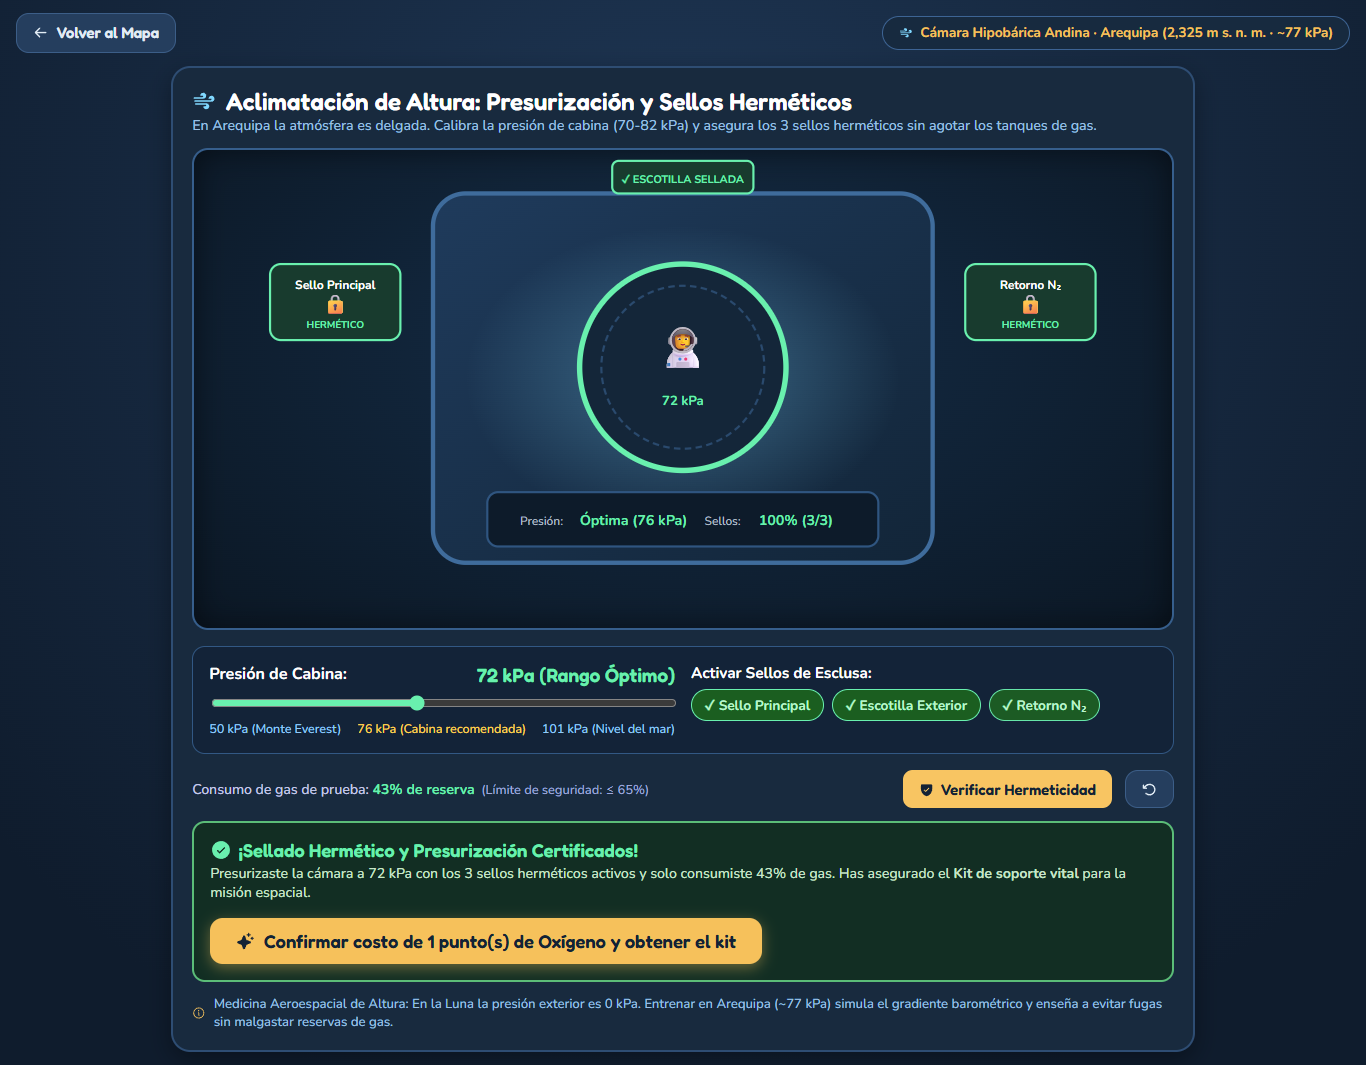 Volver al Mapa
Cámara Hipobárica Andina · Arequipa (2,325 m s. n. m. · ~77 kPa)
Aclimatación de Altura: Presurización y Sellos Herméticos
En Arequipa la atmósfera es delgada. Calibra la presión de cabina (70-82 kPa) y asegura los 3 sellos herméticos sin agotar los tanques de gas.
✓ ESCOTILLA SELLADA
Sello Principal
HERMÉTICO
Retorno N₂
HERMÉTICO
72 kPa
Presión: Óptima (76 kPa) Sellos: 100% (3/3)
Presión de Cabina: 72 kPa (Rango Óptimo)
50 kPa (Monte Everest) 76 kPa (Cabina recomendada) 101 kPa (Nivel del mar)
Activar Sellos de Esclusa:
✓ Sello Principal ✓ Escotilla Exterior ✓ Retorno N₂
Consumo de gas de prueba: 43% de reserva (Límite de seguridad: ≤ 65%)
Verificar Hermeticidad
¡Sellado Hermético y Presurización Certificados!
Presurizaste la cámara a 72 kPa con los 3 sellos herméticos activos y solo consumiste 43% de gas. Has asegurado el Kit de soporte vital para la
misión espacial.
Confirmar costo de 1 punto(s) de Oxígeno y obtener el kit
Medicina Aeroespacial de Altura: En la Luna la presión exterior es 0 kPa. Entrenar en Arequipa (~77 kPa) simula el gradiente barométrico y enseña a evitar fugas
sin malgastar reservas de gas.